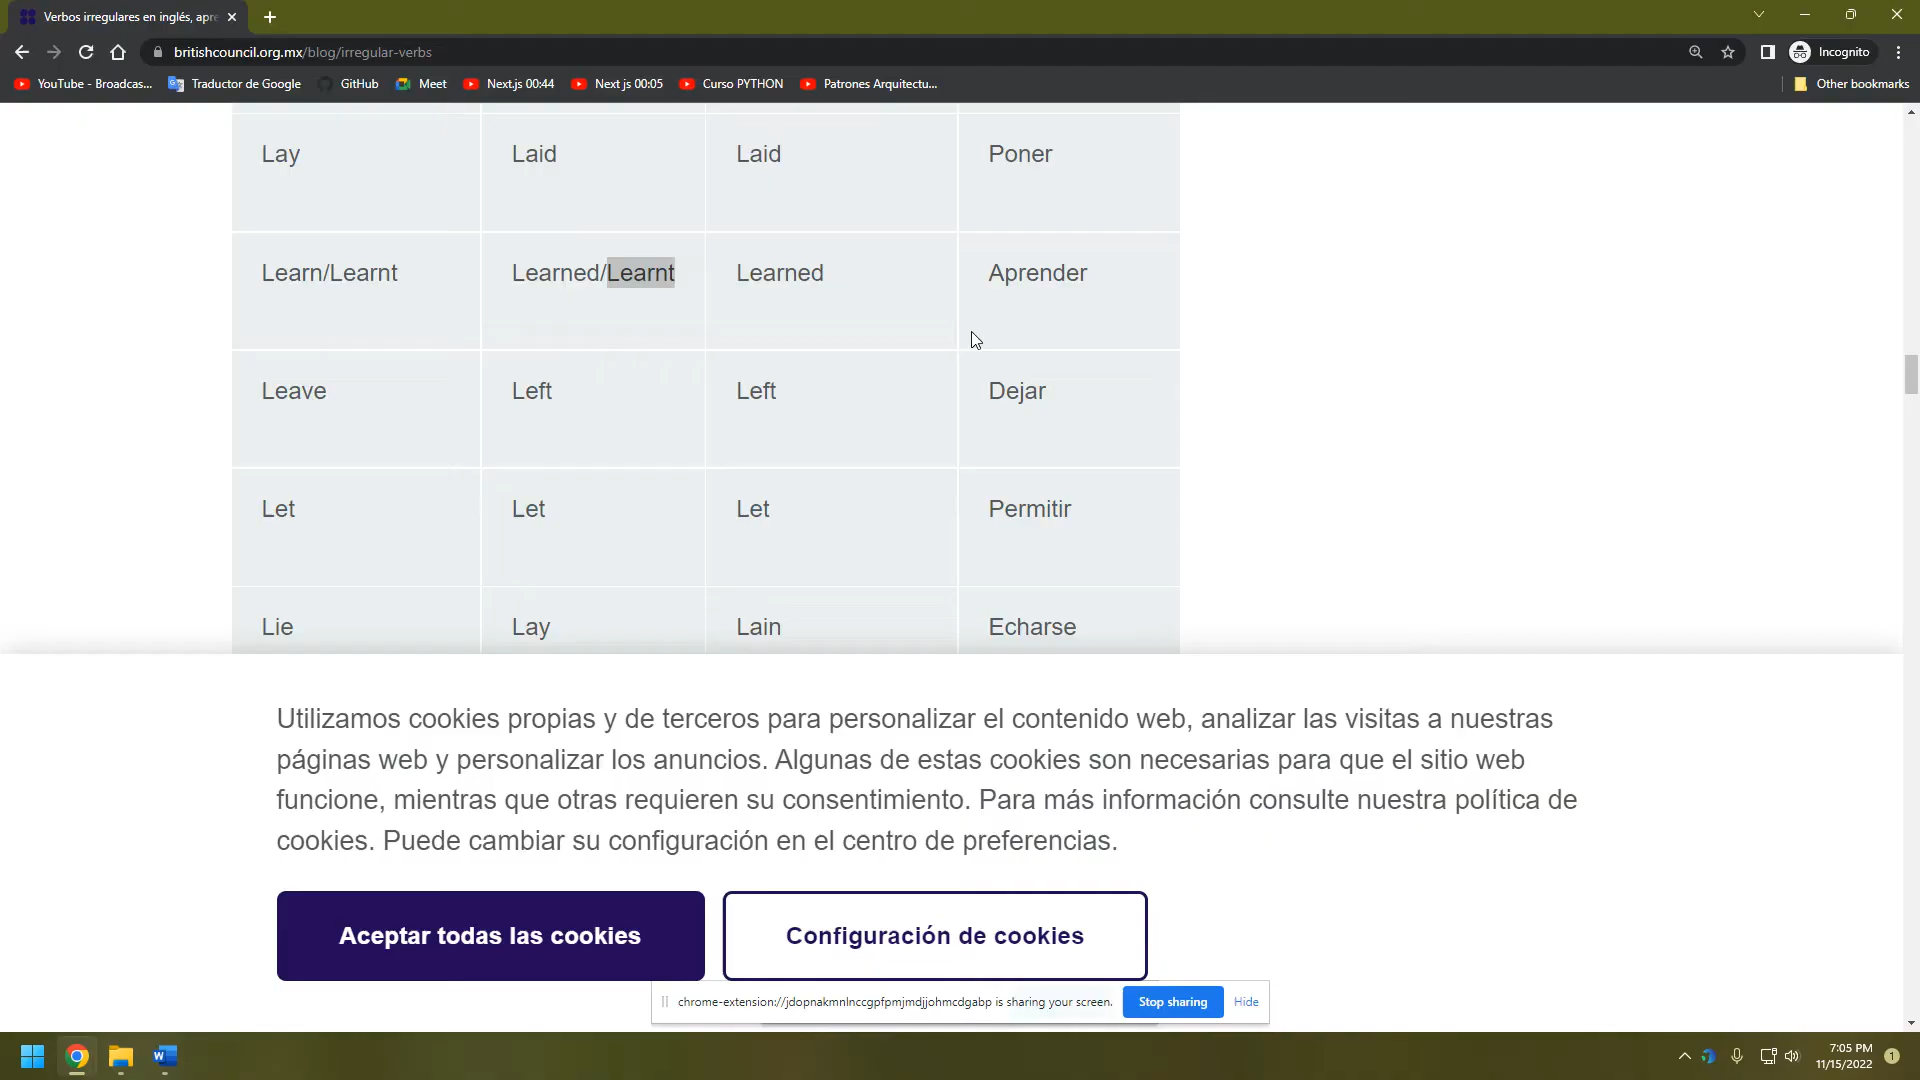 Verbos irregulares en inglés, apre
britishcouncil.org.mx/blog/irregular-verbs
Incognito
YouTube - Broadcas...
Traductor de Google
GitHub
Meet
Next.js 00:44
Next js 00:05
Curso PYTHON
Patrones Arquitectu...
Other bookmarks
Lay Laid Laid Poner
Learn/Learnt Learned/Learnt Learned Aprender
Leave Left Left Dejar
Let Let Let Permitir
Lie Lay Lain Echarse
Utilizamos cookies propias y de terceros para personalizar el contenido web, analizar las visitas a nuestras
páginas web y personalizar los anuncios. Algunas de estas cookies son necesarias para que el sitio web
funcione, mientras que otras requieren su consentimiento. Para más información consulte nuestra política de
cookies. Puede cambiar su configuración en el centro de preferencias.
Aceptar todas las cookies
Configuración de cookies
chrome-extension://jdopnakmnlnccgpfpmjmdjjohmcdgabp is sharing your screen.
Stop sharing
Hide
7:05 PM
11/15/2022
1